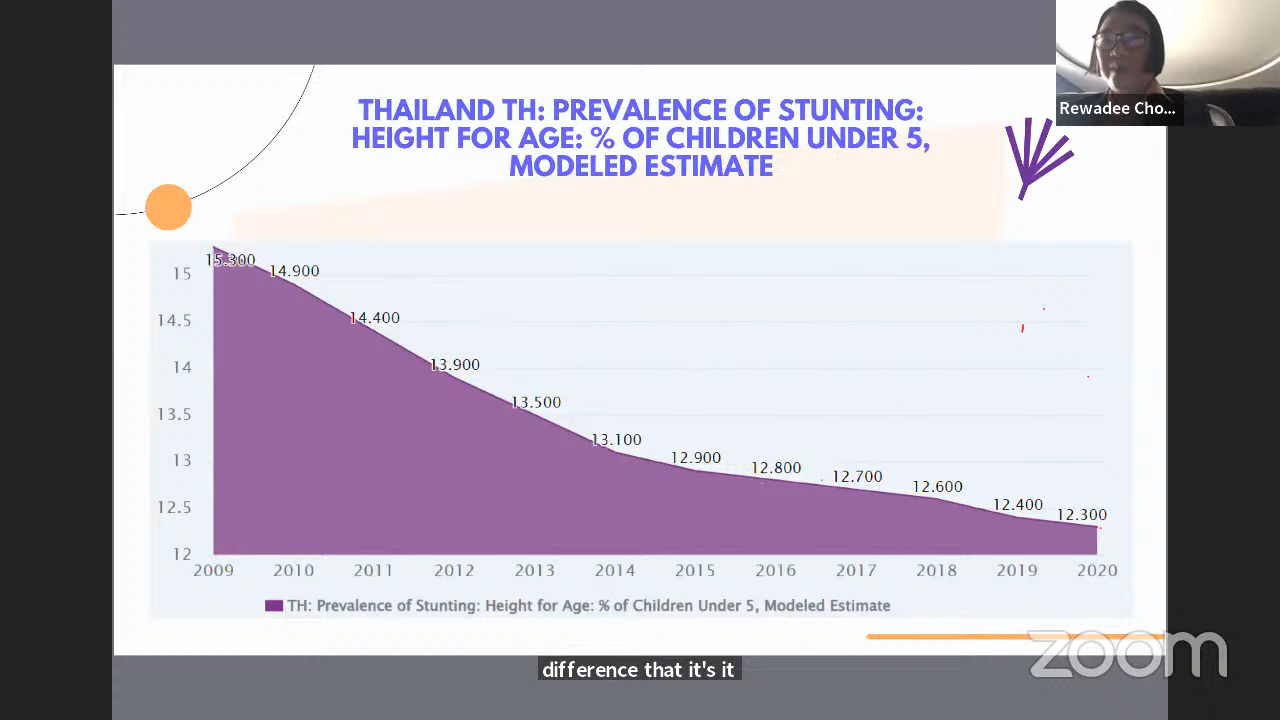 THAILAND TH: PREVALENCE OF STUNTING:
HEIGHT FOR AGE: % OF CHILDREN UNDER 5,
MODELED ESTIMATE
Rewadee Cho...
15
14.5
14
13.5
13
12.5
12
15.300
14.900
14.400
13.900
13.500
13.100
12.900
12.800
12.700
12.600
12.400
12.300
2009 2010 2011 2012 2013 2014 2015 2016 2017 2018 2019 2020
TH: Prevalence of Stunting: Height for Age: % of Children Under 5, Modeled Estimate
zoom
difference that it's it